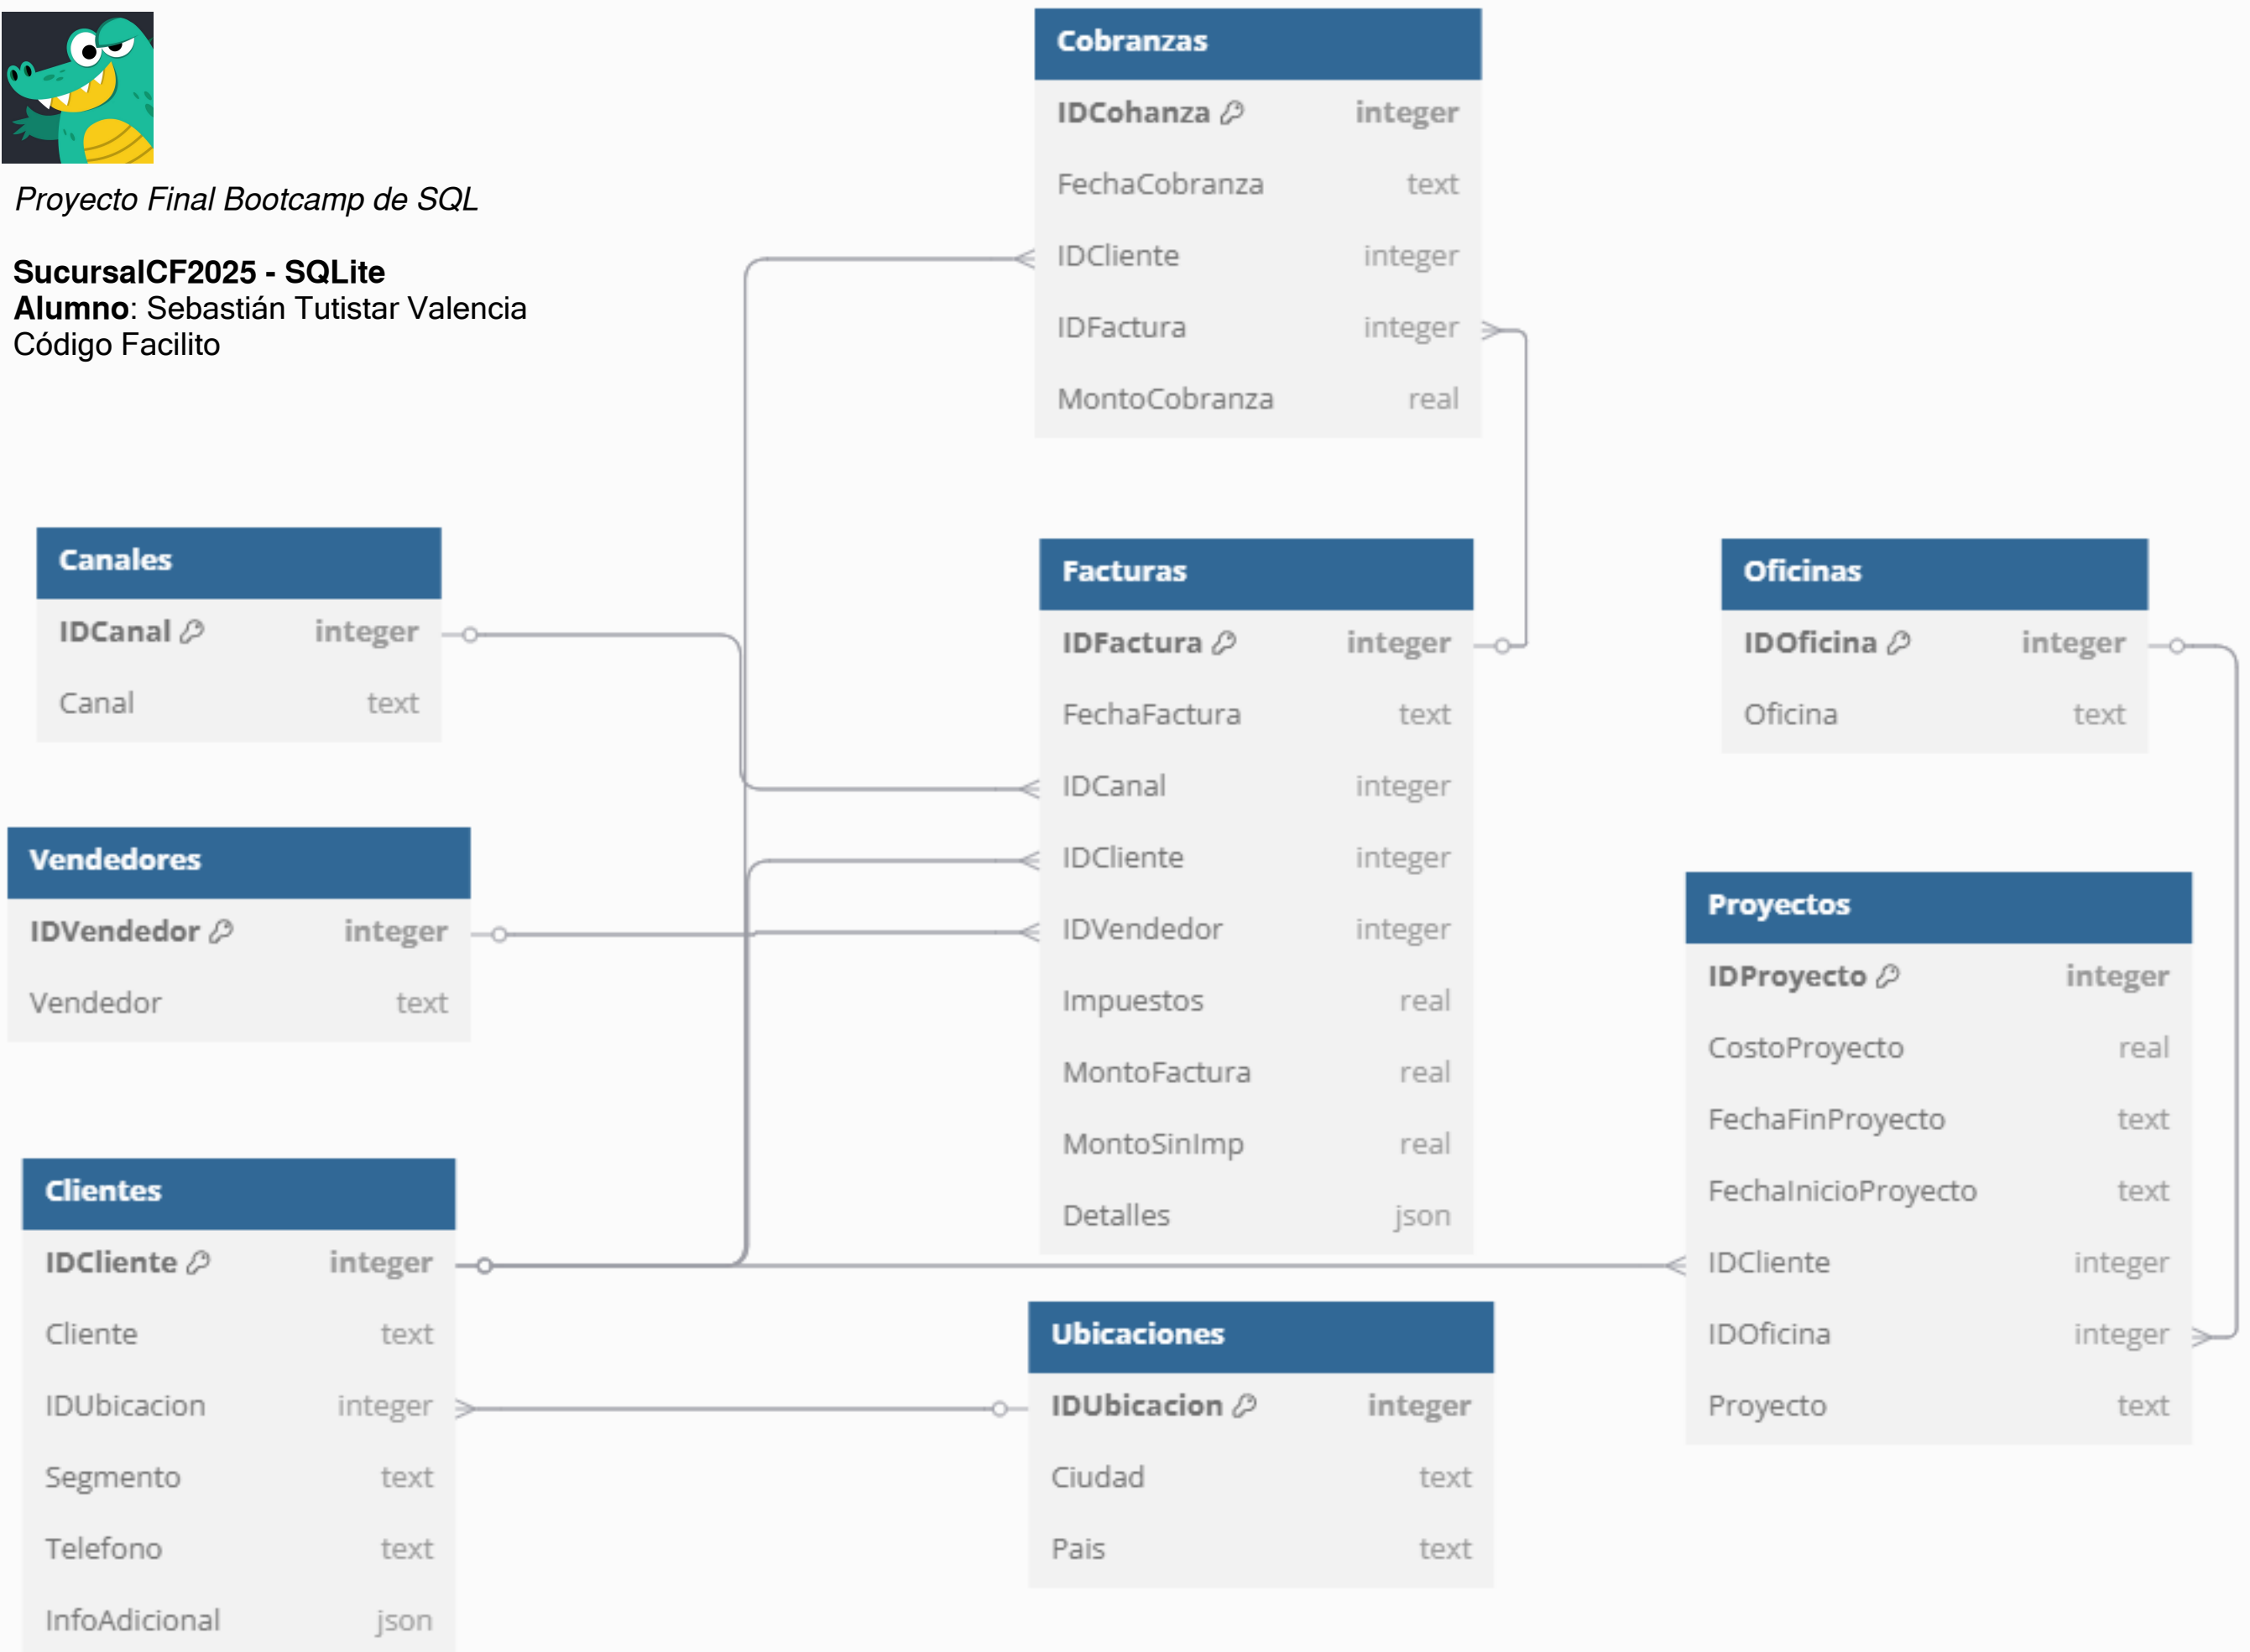 Proyecto Final Bootcamp de SQL
SucursalCF2025 - SQLite
Alumno: Sebastián Tutistar Valencia
Código Facilito
Cobranzas
IDCohanza integer
FechaCobranza text
IDCliente integer
IDFactura integer
MontoCobranza real
Canales
IDCanal integer
Canal text
Vendedores
IDVendedor integer
Vendedor text
Clientes
IDCliente integer
Cliente text
IDUbicacion integer
Segmento text
Telefono text
InfoAdicional json
Facturas
IDFactura integer
FechaFactura text
IDCanal integer
IDCliente integer
IDVendedor integer
Impuestos real
MontoFactura real
MontoSinImp real
Detalles json
Ubicaciones
IDUbicacion integer
Ciudad text
Pais text
Oficinas
IDOficina integer
Oficina text
Proyectos
IDProyecto integer
CostoProyecto real
FechaFinProyecto text
FechaInicioProyecto text
IDCliente integer
IDOficina integer
Proyecto text